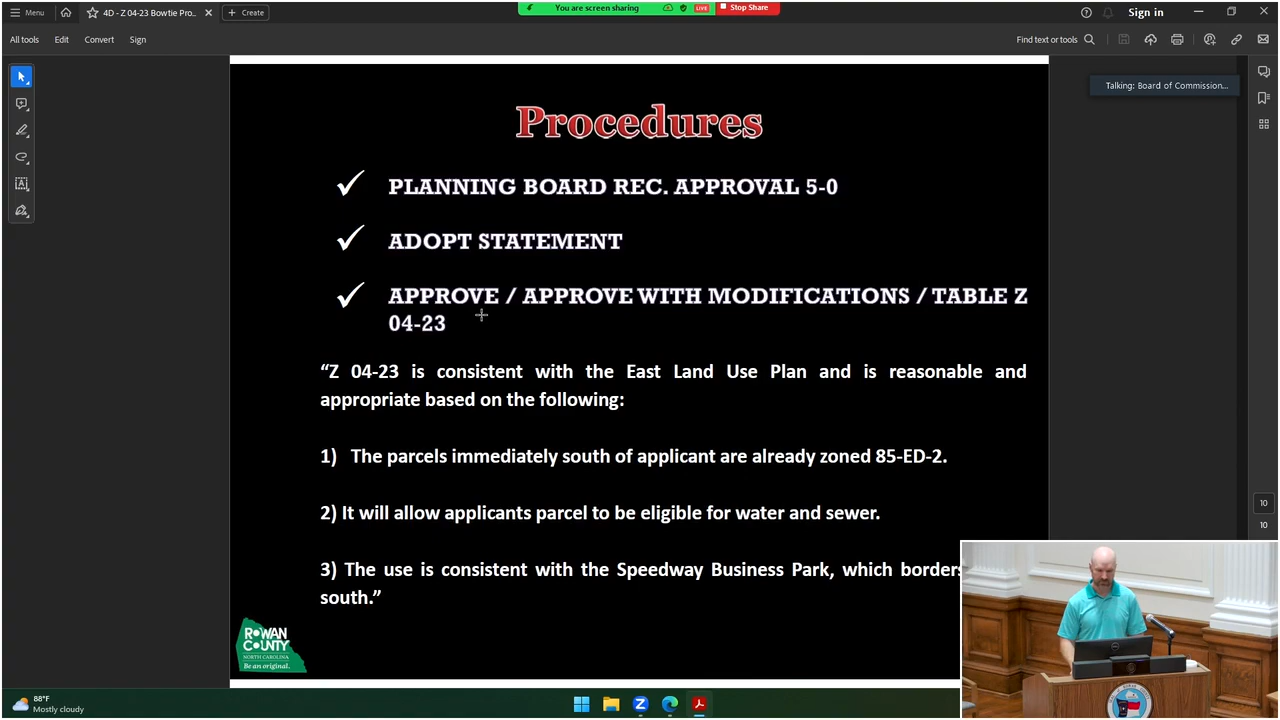 Menu
4D - Z 04-23 Bowtie Pro...
Create
You are screen sharing
LIVE
Stop Share
Sign in
All tools
Edit
Convert
Sign
Find text or tools
Talking: Board of Commission...
Procedures
PLANNING BOARD REC. APPROVAL 5-0
ADOPT STATEMENT
APPROVE / APPROVE WITH MODIFICATIONS / TABLE Z
04-23
“Z 04-23 is consistent with the East Land Use Plan and is reasonable and
appropriate based on the following:
1) The parcels immediately south of applicant are already zoned 85-ED-2.
2) It will allow applicants parcel to be eligible for water and sewer.
3) The use is consistent with the Speedway Business Park, which borders
south.”
10
10
ROWAN
COUNTY
NORTH CAROLINA
Be an original.
88°F
Mostly cloudy